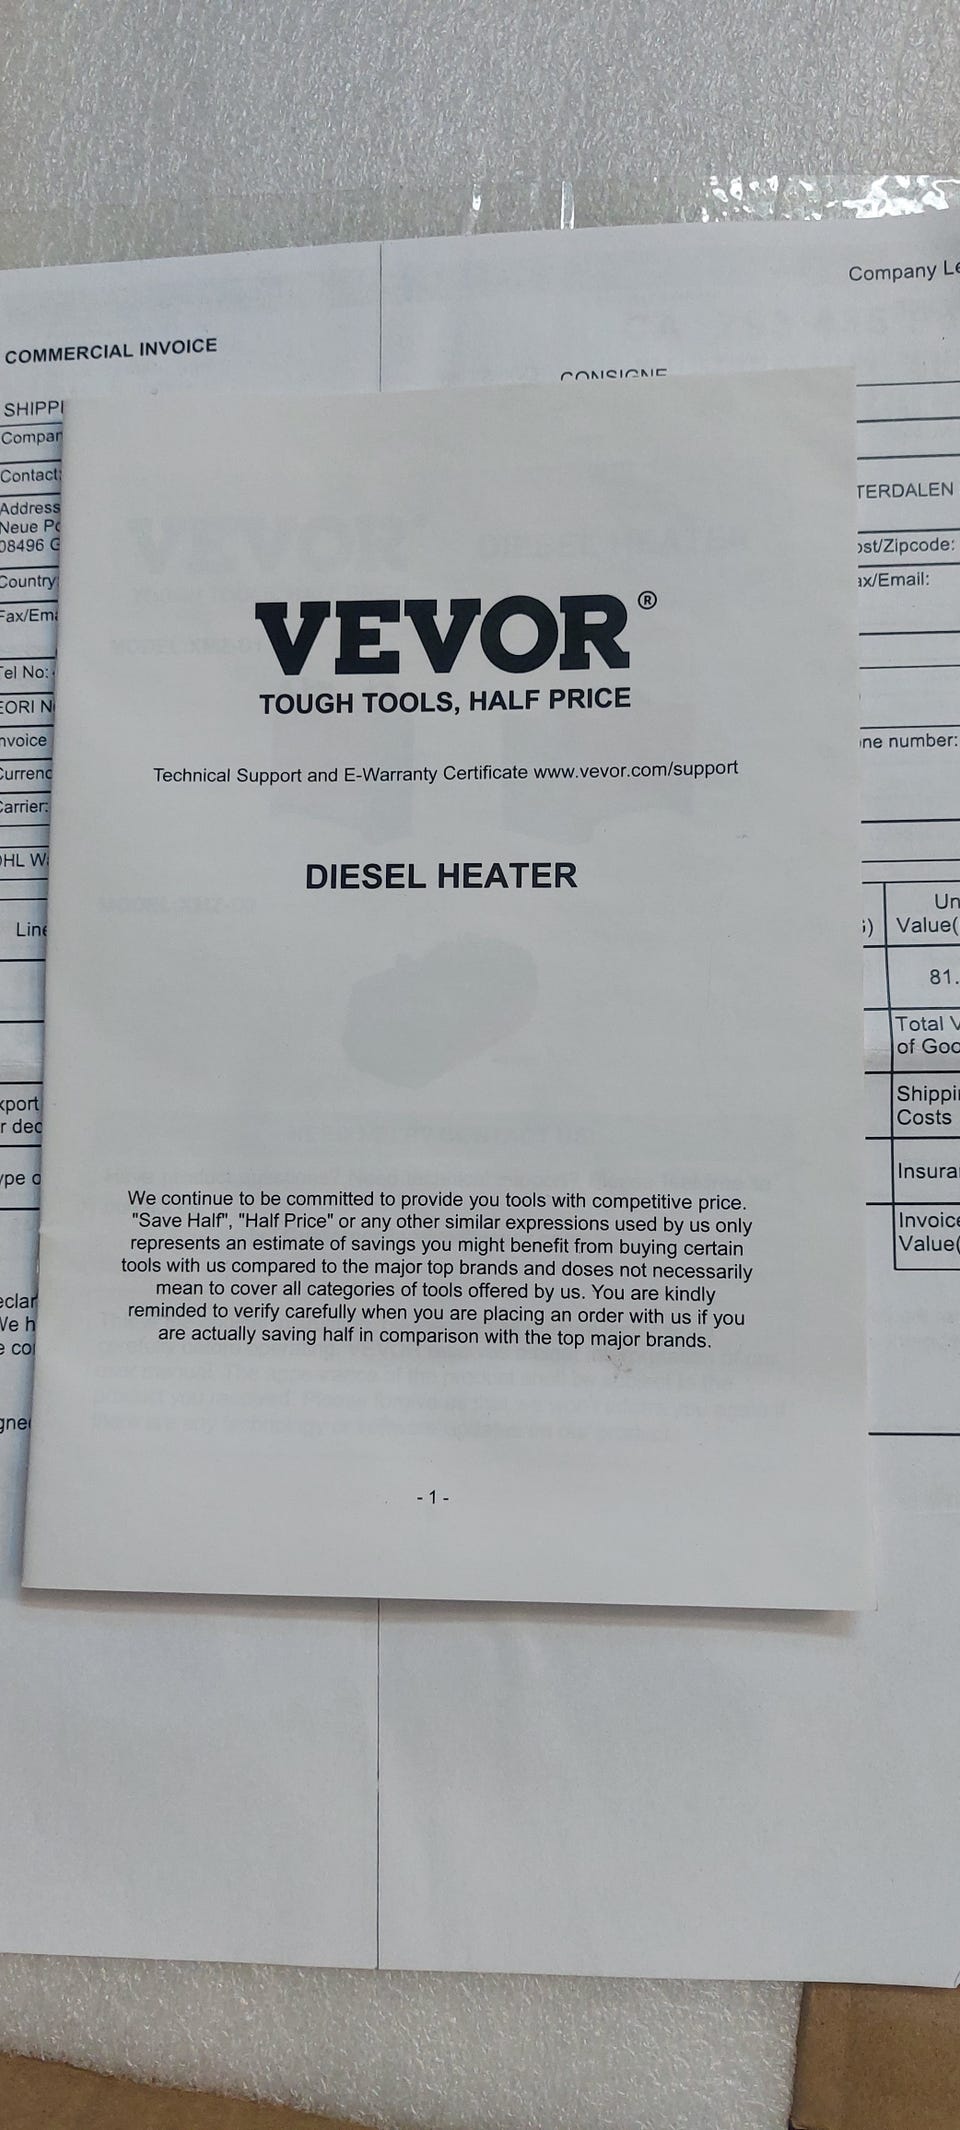 Company
COMMERCIAL INVOICE
CONSIGNE
SHIPPI
Compan
Contact:
Address
TERDALEN
Neue
08496 G
ost/Zipcode:
Country
ax/Email:
Fax/Ema
VEVOR®
TOUGH TOOLS, HALF PRICE
Tel No:
EORI N
nvoice
ne number:
Technical Support and E-Warranty Certificate www.vevor.com/support
Currenc
Carrier:
DIESEL HEATER
Line
Un
Value(
81.
Total V
of Goo
xport
r dec
Shippi
Costs
ype o
Insura
We continue to be committed to provide you tools with competitive price.
"Save Half", "Half Price" or any other similar expressions used by us only
represents an estimate of savings you might benefit from buying certain
tools with us compared to the major top brands and doses not necessarily
mean to cover all categories of tools offered by us. You are kindly
reminded to verify carefully when you are placing an order with us if you
are actually saving half in comparison with the top major brands.
Invoice
Value(
eclar
We h
e co
gne
- 1 -